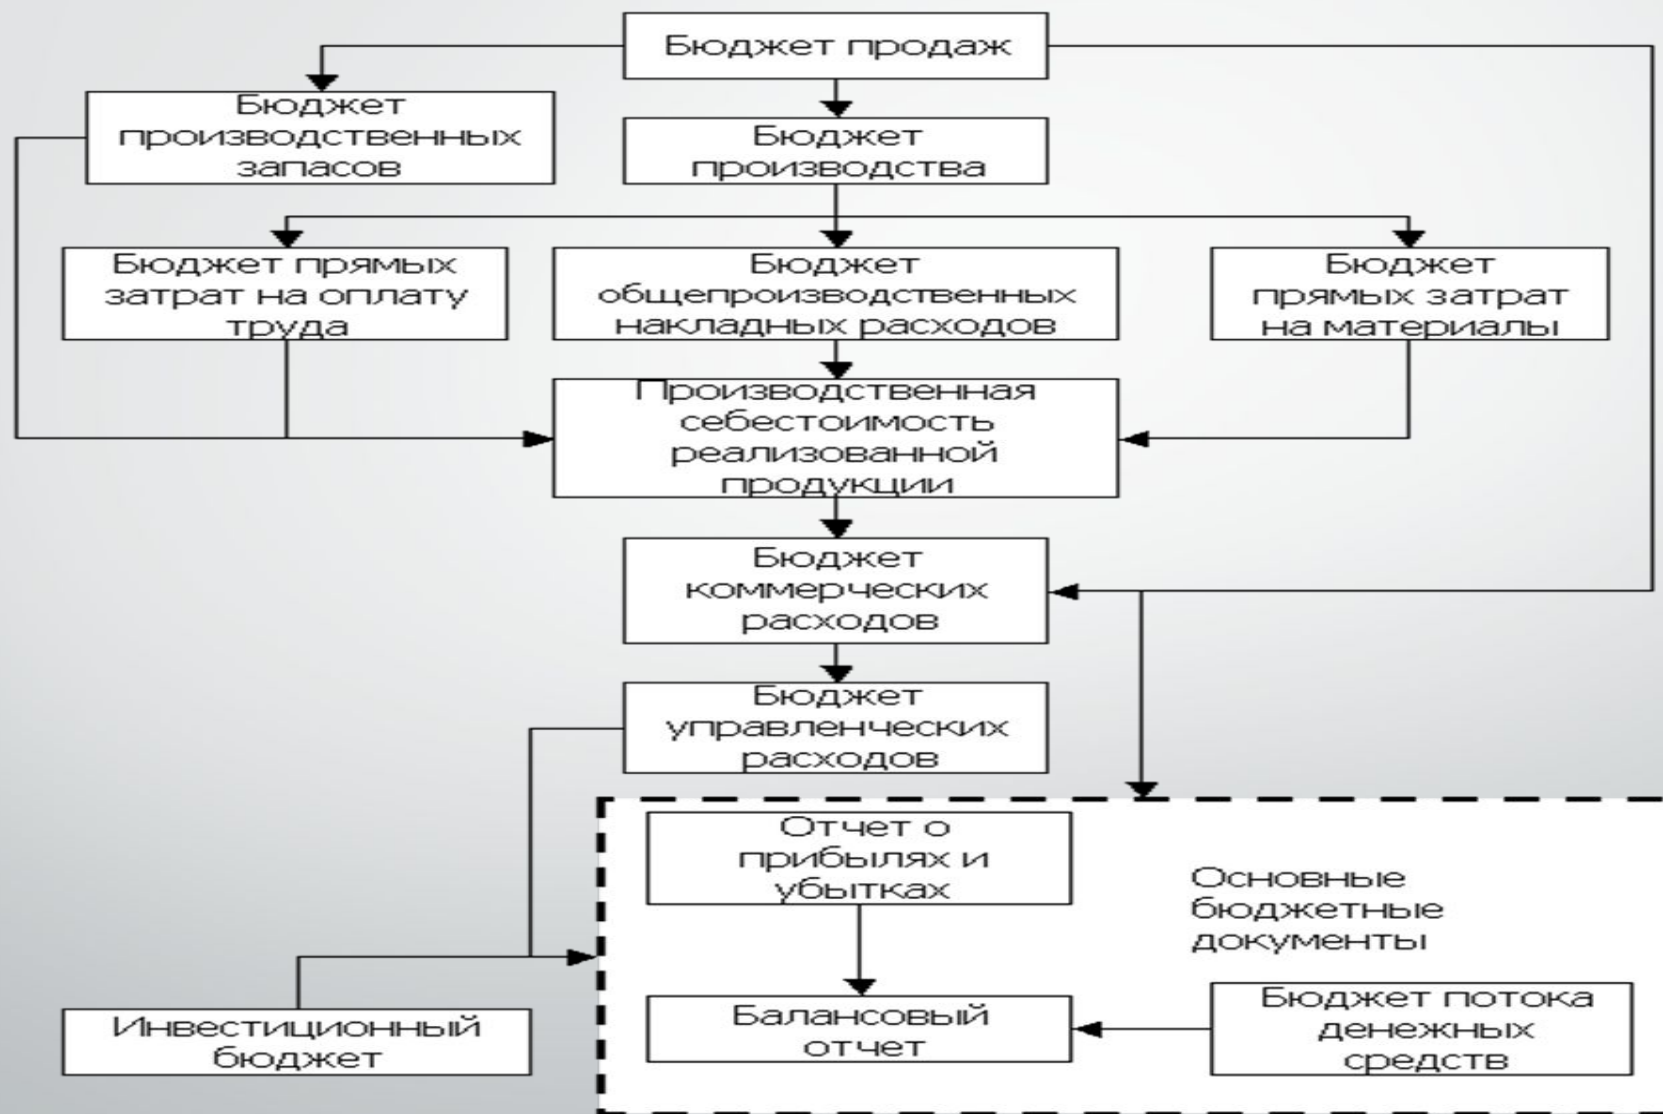 Бюджет продаж
Бюджет
производственных
запасов
Бюджет
производства
Бюджет прямых
затрат на оплату
труда
Бюджет
общепроизводственных
накладных расходов
Бюджет
прямых затрат
на материалы
Производственная
себестоимость
реализованной
продукции
Бюджет
коммерческих
расходов
Бюджет
управленческих
расходов
Отчет о
прибылях и
убытках
Основные
бюджетные
документы
Инвестиционный
бюджет
Балансовый
отчет
Бюджет потока
денежных
средств